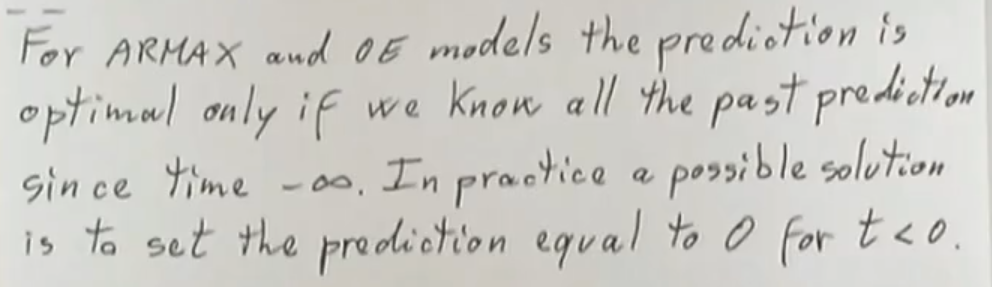 For ARMAX and OE models the prediction is
optimal only if we know all the past prediction
since time -∞. In practice a possible solution
is to set the prediction equal to 0 for t<0.